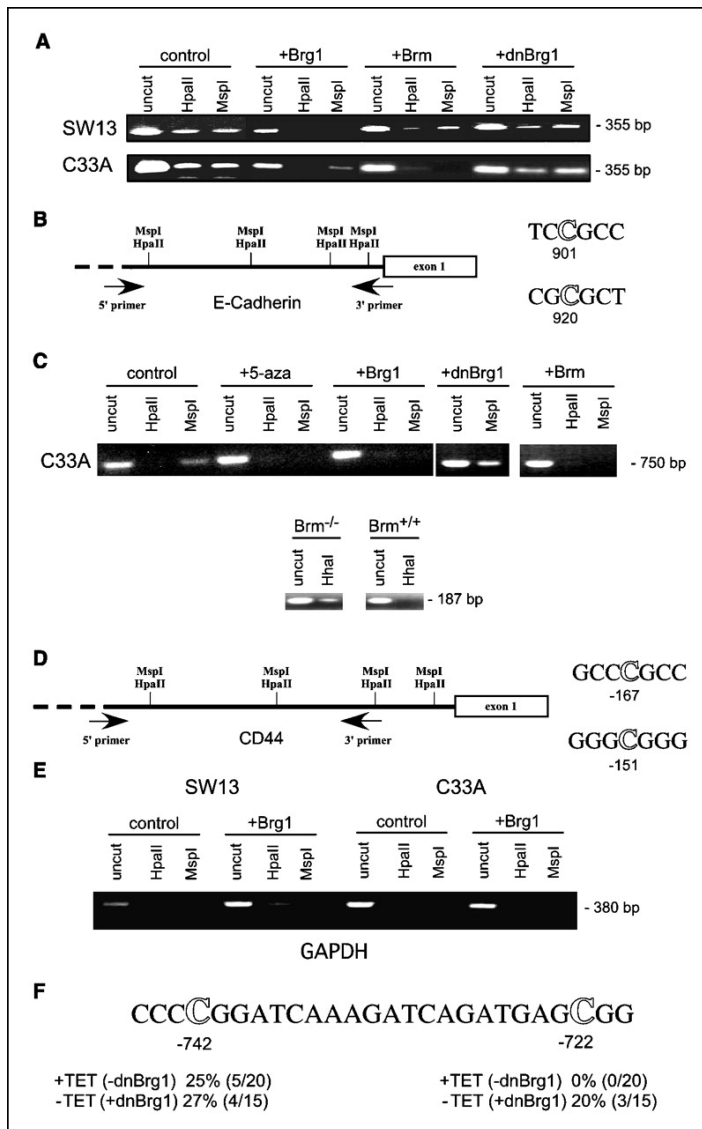 A
control +Brg1 +Brm +dnBrg1
uncut HpaII MspI uncut HpaII MspI uncut HpaII MspI uncut HpaII MspI
SW13 - 355 bp
C33A - 355 bp
B
MspI MspI MspI MspI
HpaII HpaII HpaII HpaII
exon 1
5' primer E-Cadherin 3' primer
TCCGCC
901
CGCGCT
920
C
control +5-aza +Brg1 +dnBrg1 +Brm
uncut HpaII MspI uncut HpaII MspI uncut HpaII MspI uncut MspI uncut HpaII MspI
C33A - 750 bp
Brm-/- Brm+/+
uncut HhaI uncut HhaI
- 187 bp
D
MspI MspI MspI MspI
HpaII HpaII HpaII HpaII
exon 1
5' primer CD44 3' primer
GCCCGCC
-167
GGGCGGG
-151
E
SW13 C33A
control +Brg1 control +Brg1
uncut HpaII MspI uncut HpaII MspI uncut HpaII MspI uncut HpaII MspI
- 380 bp
GAPDH
F
CCCCGGATCAAAGATCAGATGAGCGG
-742 -722
+TET (-dnBrg1) 25% (5/20) +TET (-dnBrg1) 0% (0/20)
-TET (+dnBrg1) 27% (4/15) -TET (+dnBrg1) 20% (3/15)